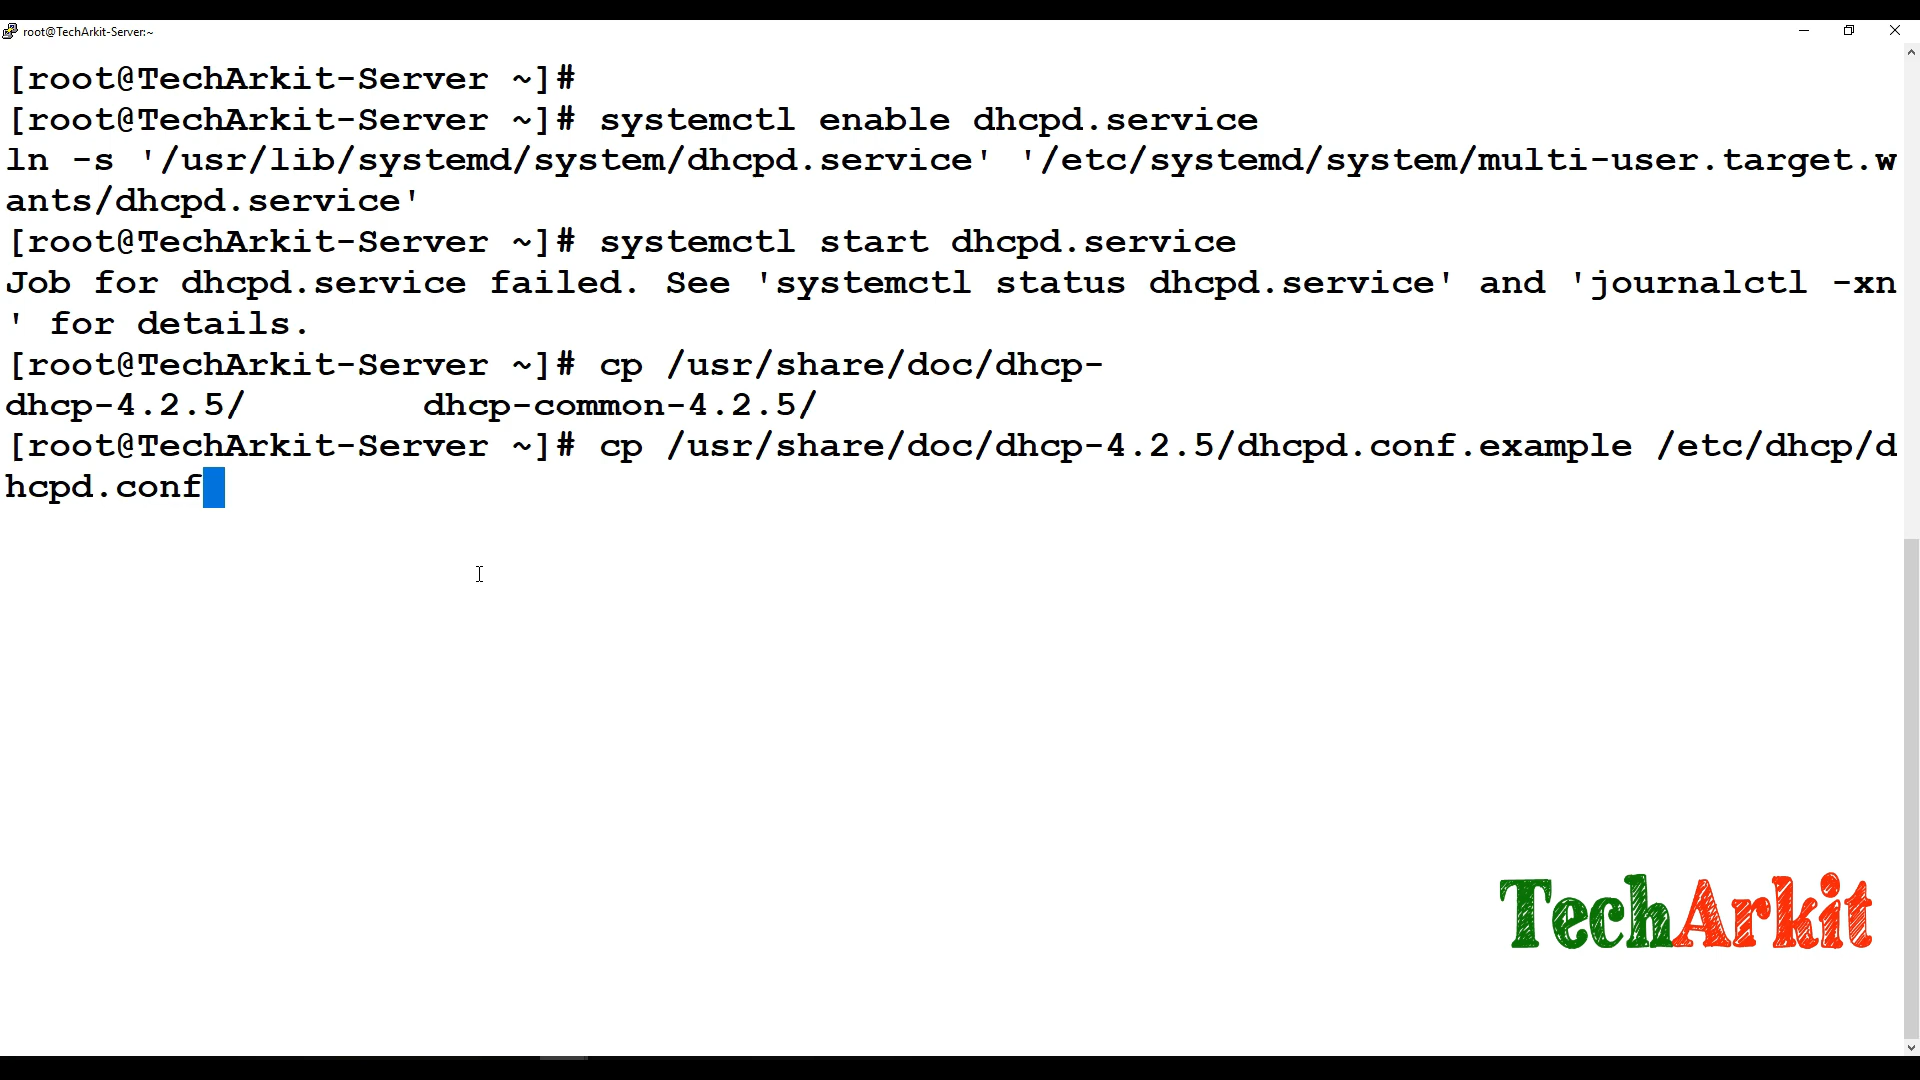 root@TechArkit-Server:~
[root@TechArkit-Server ~]#
[root@TechArkit-Server ~]# systemctl enable dhcpd.service
ln -s '/usr/lib/systemd/system/dhcpd.service' '/etc/systemd/system/multi-user.target.w
ants/dhcpd.service'
[root@TechArkit-Server ~]# systemctl start dhcpd.service
Job for dhcpd.service failed. See 'systemctl status dhcpd.service' and 'journalctl -xn
' for details.
[root@TechArkit-Server ~]# cp /usr/share/doc/dhcp-
dhcp-4.2.5/        dhcp-common-4.2.5/
[root@TechArkit-Server ~]# cp /usr/share/doc/dhcp-4.2.5/dhcpd.conf.example /etc/dhcp/d
hcpd.conf
TechArkit